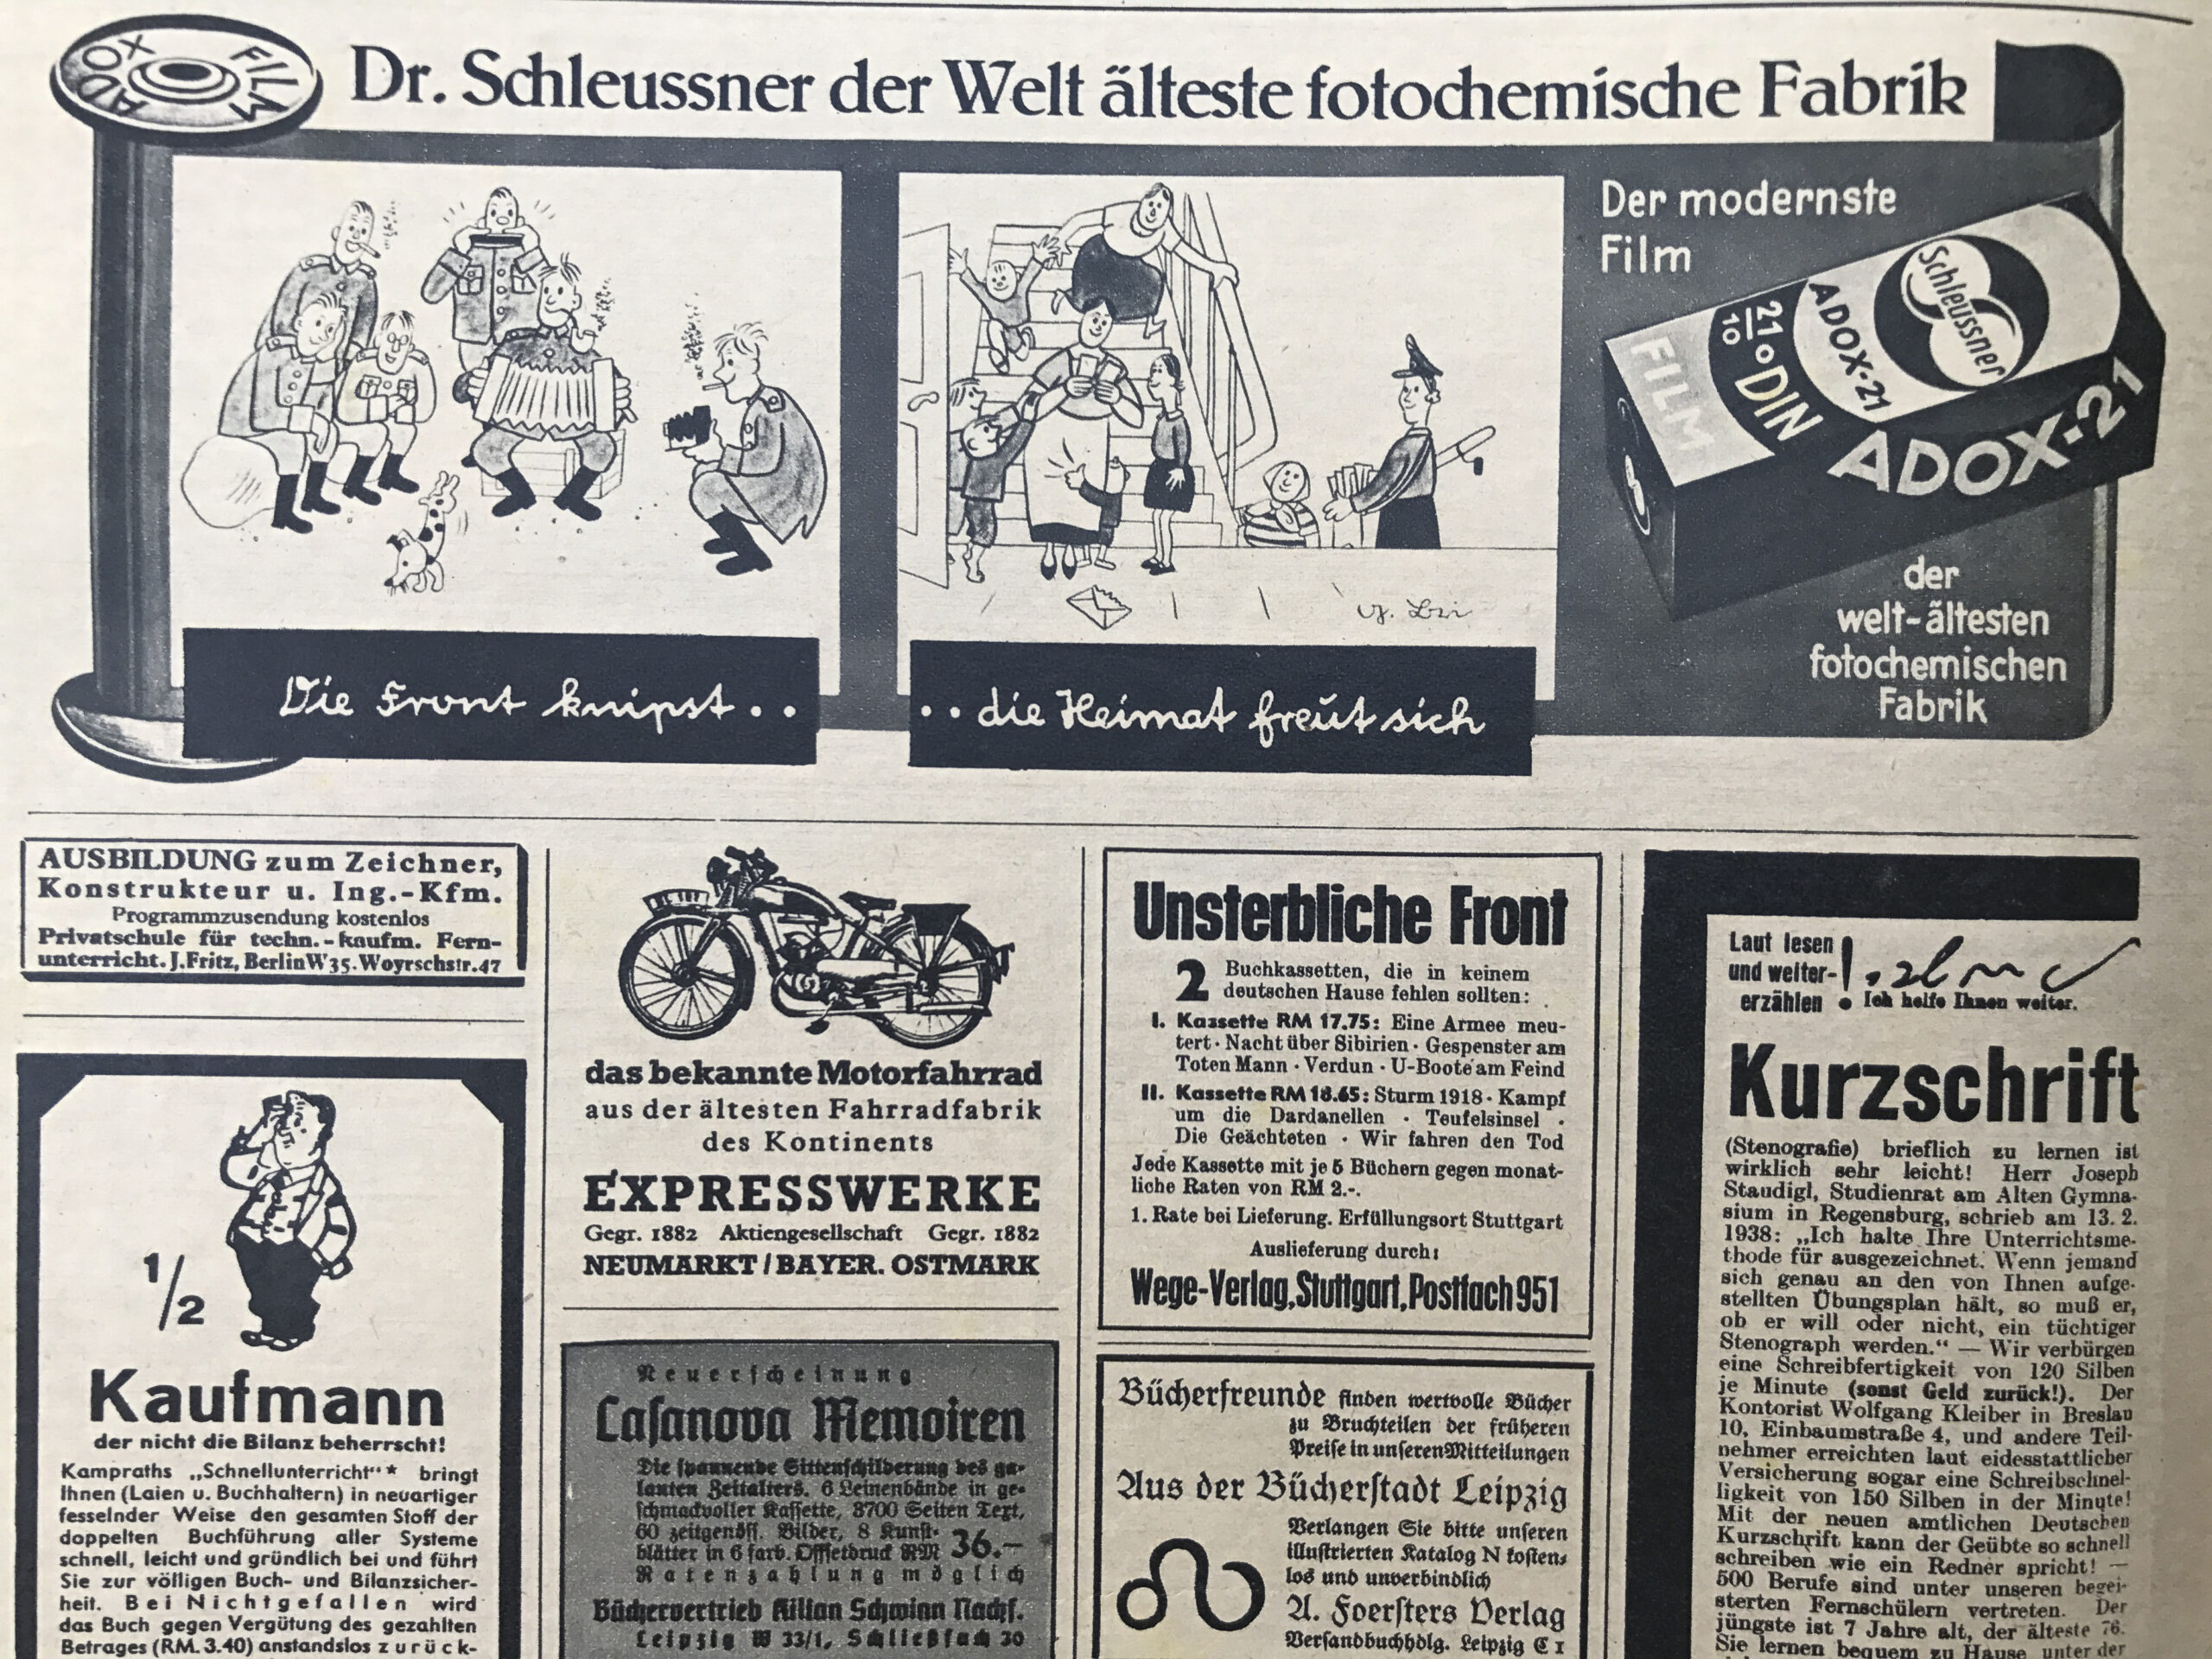 ADOX FILM
Dr. Schleussner der Welt älteste fotochemische Fabrik
Die Front knipst . .
. . die Heimat freut sich
Der modernste
Film
Schleussner
ADOX-21
21/10 ° DIN
FILM
ADOX-21
der
welt-ältesten
fotochemischen
Fabrik
AUSBILDUNG zum Zeichner,
Konstrukteur u. Ing.-Kfm.
Programmzusendung kostenlos
Privatschule für techn.-kaufm. Fern-
unterricht. J. Fritz, Berlin W 35. Woyrschstr. 47
1/2
Kaufmann
der nicht die Bilanz beherrscht!
Kampraths „Schnellunterricht“* bringt
Ihnen (Laien u. Buchhaltern) in neuartiger
fesselnder Weise den gesamten Stoff der
doppelten Buchführung aller Systeme
schnell, leicht und gründlich bei und führt
Sie zur völligen Buch- und Bilanzsicher-
heit. Bei Nichtgefallen wird
das Buch gegen Vergütung des gezahlten
Betrages (RM. 3.40) anstandslos zurück-
das bekannte Motorfahrrad
aus der ältesten Fahrradfabrik
des Kontinents
EXPRESSWERKE
Gegr. 1882 Aktiengesellschaft Gegr. 1882
NEUMARKT / BAYER. OSTMARK
Neuerscheinung
Casanova Memoiren
Die spannende Sittenschilderung des ga-
lanten Zeitalters. 6 Leinenbände in ge-
schmackvoller Kassette, 3700 Seiten Text,
60 zeitgenöss. Bilder, 8 Kunst-
blätter in 6 farb. Offsetdruck RM 36.—
Ratenzahlung möglich
Büchervertrieb Kilian Schwinn Nachf.
Leipzig W 33/1, Schließfach 30
Unsterbliche Front
2 Buchkassetten, die in keinem
deutschen Hause fehlen sollten:
I. Kassette RM 17.75: Eine Armee meu-
tert · Nacht über Sibirien · Gespenster am
Toten Mann · Verdun · U-Boote am Feind
II. Kassette RM 18.65: Sturm 1918 · Kampf
um die Dardanellen · Teufelsinsel ·
Die Geächteten · Wir fahren den Tod
Jede Kassette mit je 5 Büchern gegen monat-
liche Raten von RM 2.-.
1. Rate bei Lieferung. Erfüllungsort Stuttgart
Auslieferung durch:
Wege-Verlag, Stuttgart, Postfach 951
Bücherfreunde finden wertvolle Bücher
zu Bruchteilen der früheren
Preise in unseren Mitteilungen
Aus der Bücherstadt Leipzig
Verlangen Sie bitte unseren
illustrierten Katalog N kosten-
los und unverbindlich
A. Foersters Verlag
Versandbuchhdlg. Leipzig C 1
Laut lesen
und weiter-
erzählen !
Ich helfe Ihnen weiter.
Kurzschrift
(Stenografie) brieflich zu lernen ist
wirklich sehr leicht! Herr Joseph
Staudigl, Studienrat am Alten Gymna-
sium in Regensburg, schrieb am 13. 2.
1938: „Ich halte Ihre Unterrichtsme-
thode für ausgezeichnet. Wenn jemand
sich genau an den von Ihnen aufge-
stellten Übungsplan hält, so muß er,
ob er will oder nicht, ein tüchtiger
Stenograph werden.“ — Wir verbürgen
eine Schreibfertigkeit von 120 Silben
je Minute (sonst Geld zurück!). Der
Kontorist Wolfgang Kleiber in Breslau
10, Einbaumstraße 4, und andere Teil-
nehmer erreichten laut eidesstattlicher
Versicherung sogar eine Schreibschnel-
ligkeit von 150 Silben in der Minute!
Mit der neuen amtlichen Deutschen
Kurzschrift kann der Geübte so schnell
schreiben wie ein Redner spricht! —
500 Berufe sind unter unseren begei-
sterten Fernschülern vertreten. Der
jüngste ist 7 Jahre alt, der älteste 76.
Sie lernen bequem zu Hause unter der